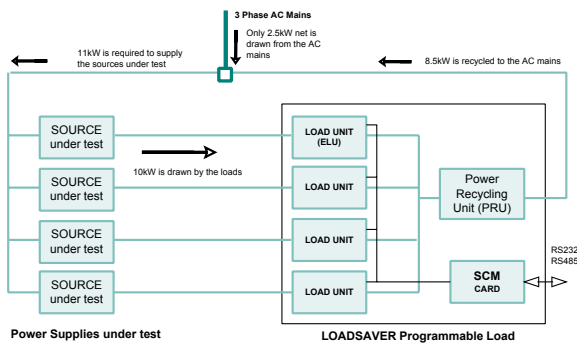 3 Phase AC Mains
Only 2.5kW net is
drawn from the AC
mains
11kW is required to supply
the sources under test
8.5kW is recycled to the AC mains
SOURCE
under test
10kW is drawn by the loads
LOAD UNIT
(ELU)
SOURCE
under test
LOAD UNIT
Power
Recycling
Unit (PRU)
SOURCE
under test
LOAD UNIT
RS232
RS485
SOURCE
under test
LOAD UNIT
SCM
CARD
Power Supplies under test
LOADSAVER Programmable Load